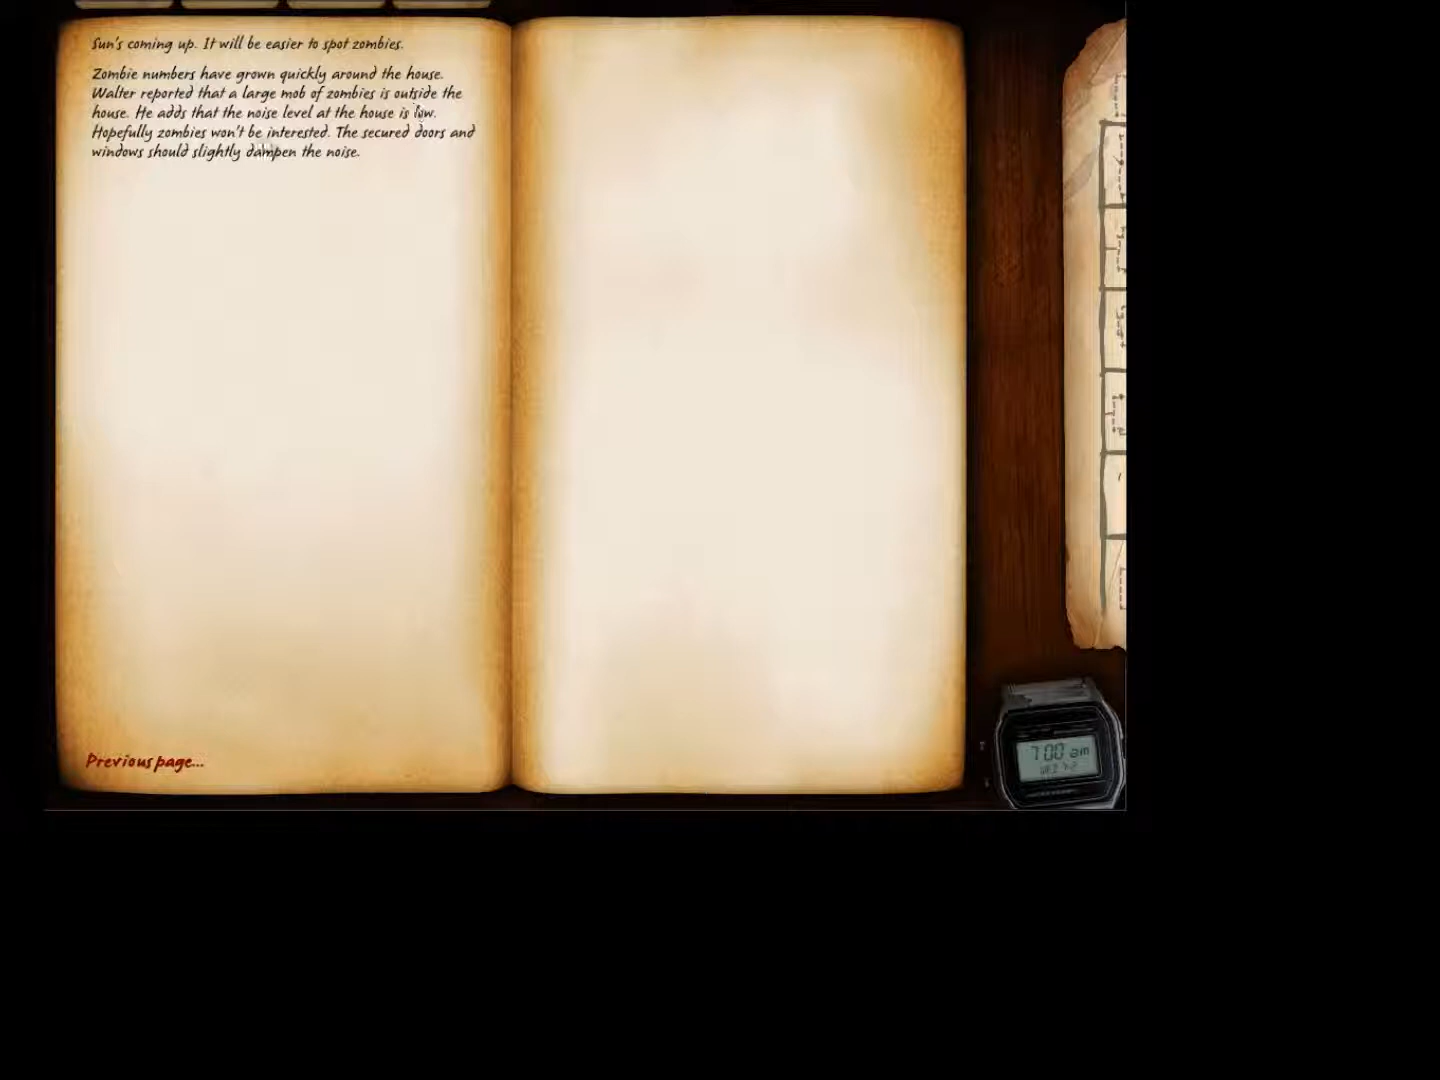 Sun's coming up. It will be easier to spot zombies.
Zombie numbers have grown quickly around the house.
Walter reported that a large mob of zombies is outside the
house. He adds that the noise level at the house is low.
Hopefully zombies won't be interested. The secured doors and
windows should slightly dampen the noise.
Previous page...
7:00 am